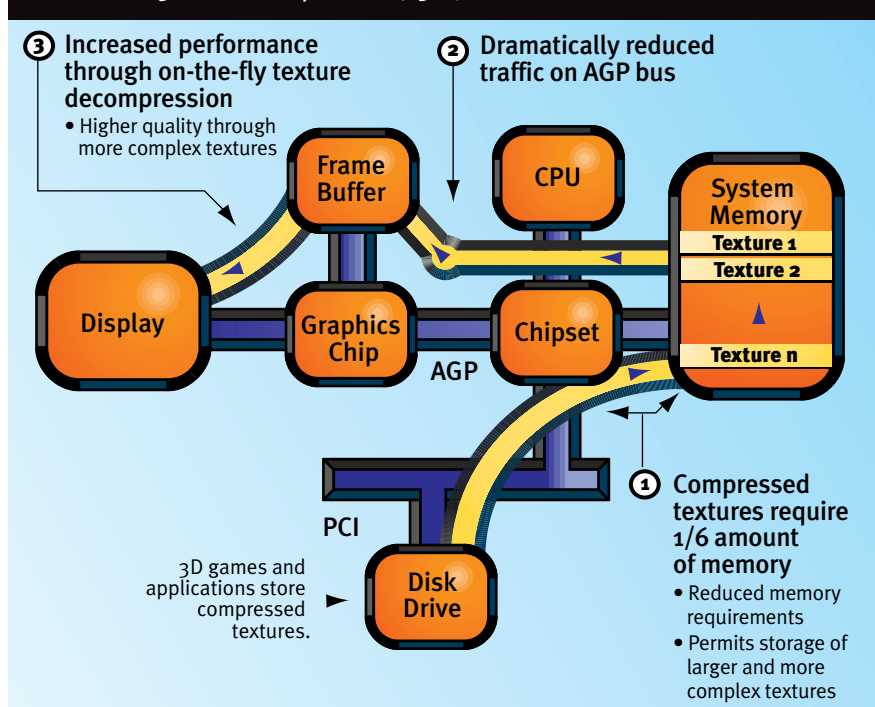 ③ Increased performance
through on-the-fly texture
decompression
• Higher quality through
more complex textures
② Dramatically reduced
traffic on AGP bus
Frame
Buffer
CPU
System
Memory
Texture 1
Texture 2
Texture n
Display
Graphics
Chip
Chipset
AGP
PCI
① Compressed
textures require
1/6 amount
of memory
• Reduced memory
requirements
• Permits storage of
larger and more
complex textures
3D games and
applications store
compressed
textures.
Disk
Drive